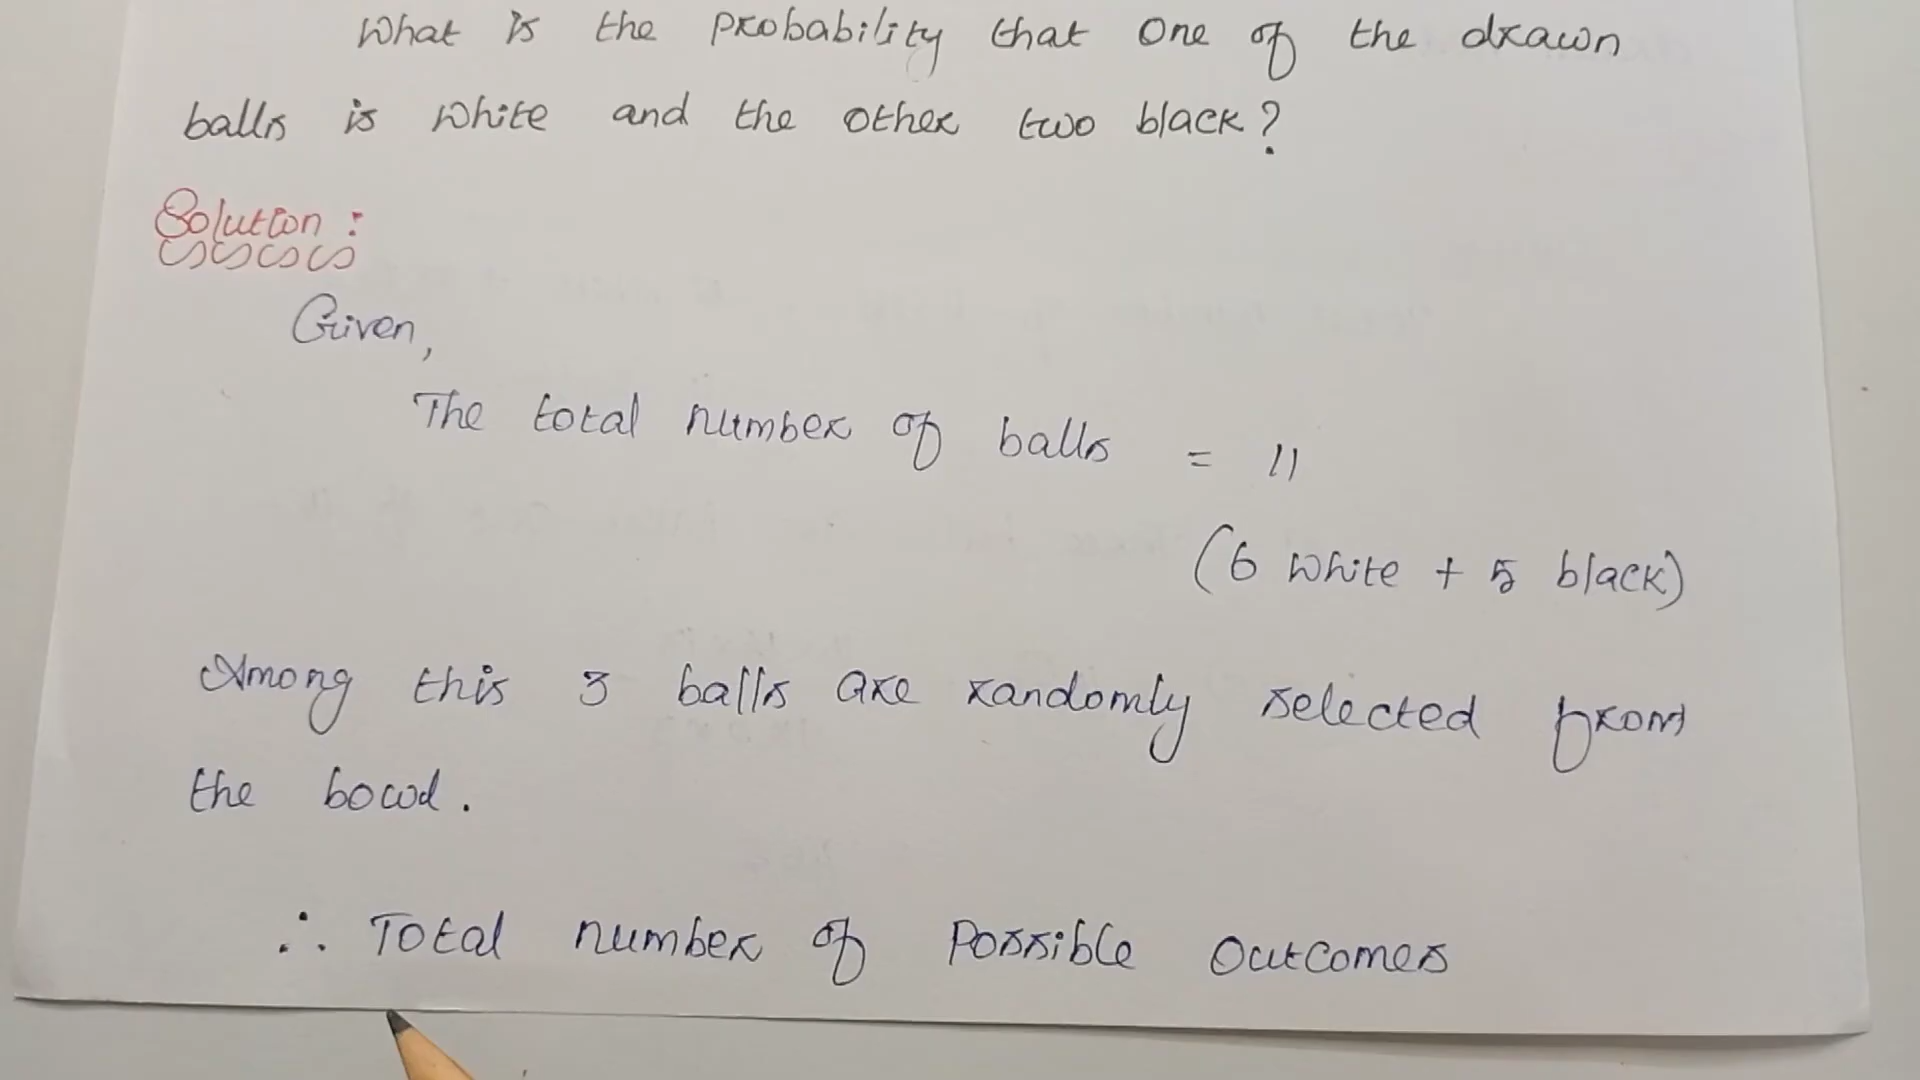 What is the probability that one of the drawn
balls is white and the other two black?
Solution:
Given,
The total number of balls = 11
(6 white + 5 black)
Among this 3 balls are randomly selected from
the bowl.
∴ Total number of possible outcomes